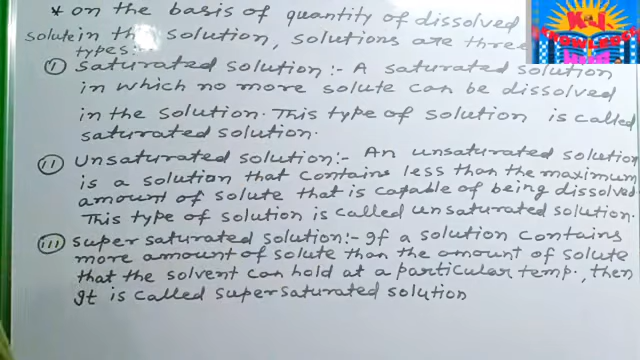 * on the basis of quantity of dissolved
solute in the solution, solutions are three
types:-
(i) saturated solution:- A saturated solution
in which no more solute can be dissolved
in the solution. This type of solution is called
saturated solution.
(ii) Unsaturated solution:- An unsaturated solution
is a solution that contains less than the maximum
amount of solute that is capable of being dissolved
This type of solution is called unsaturated solution.
(iii) super saturated solution:- If a solution contains
more amount of solute than the amount of solute
that the solvent can hold at a particular temp., then
It is called supersaturated solution
KJ
KNOWLEDGE